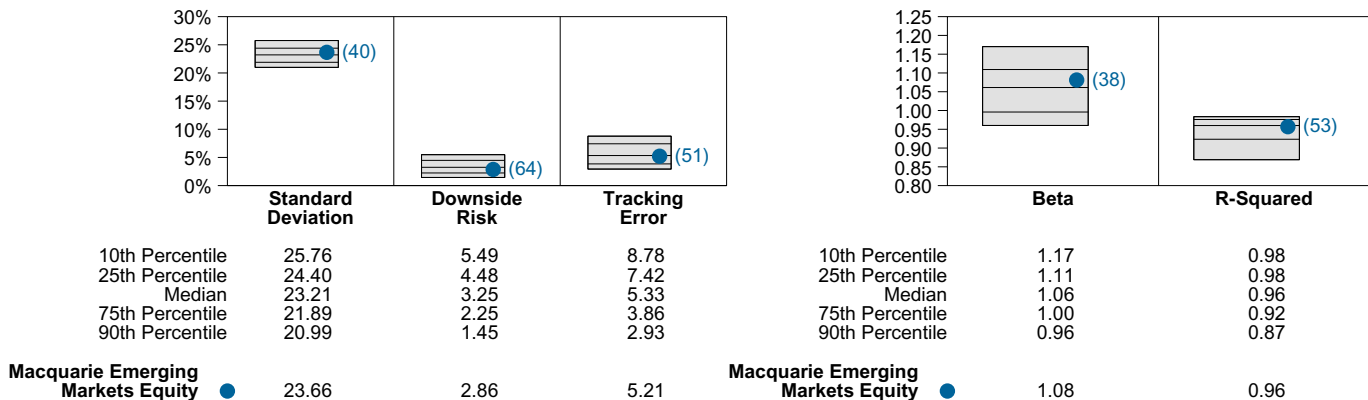 30%
25%
20%
15%
10%
5%
0%
(40)
(64)
(51)
Standard Deviation
Downside Risk
Tracking Error
10th Percentile 25.76 5.49 8.78
25th Percentile 24.40 4.48 7.42
Median 23.21 3.25 5.33
75th Percentile 21.89 2.25 3.86
90th Percentile 20.99 1.45 2.93
Macquarie Emerging
Markets Equity 23.66 2.86 5.21
1.25
1.20
1.15
1.10
1.05
1.00
0.95
0.90
0.85
0.80
(38)
(53)
Beta R-Squared
10th Percentile 1.17 0.98
25th Percentile 1.11 0.98
Median 1.06 0.96
75th Percentile 1.00 0.92
90th Percentile 0.96 0.87
Macquarie Emerging
Markets Equity 1.08 0.96